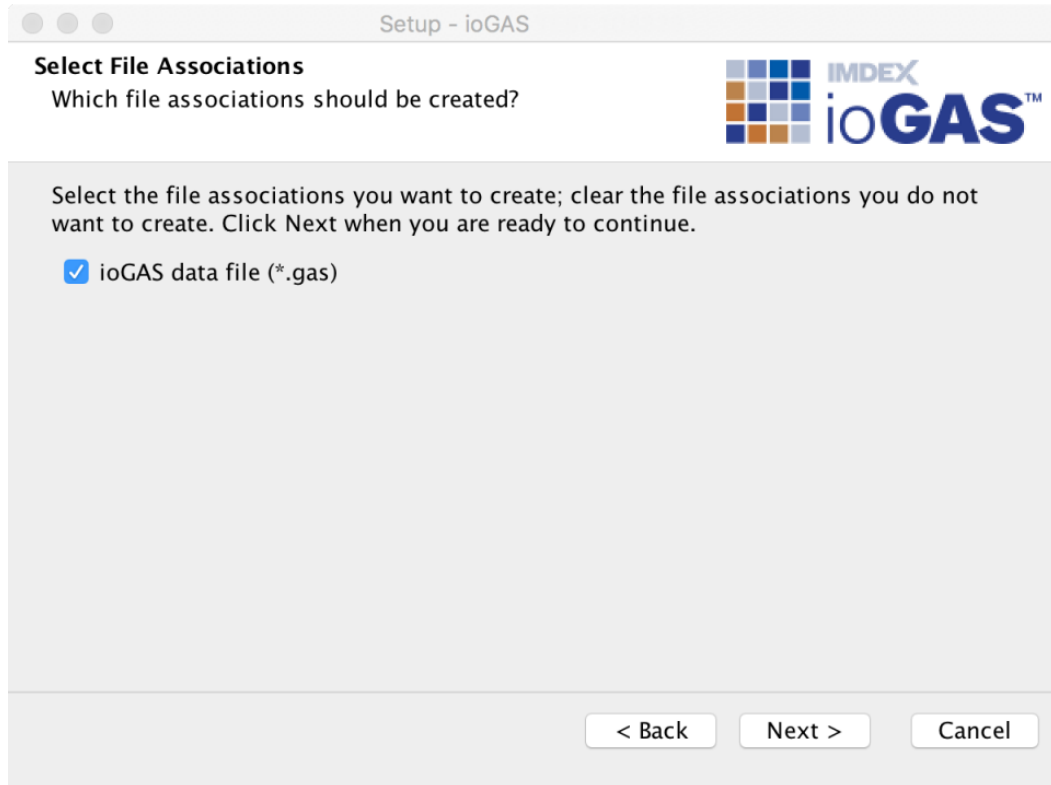 Setup - ioGAS
Select File Associations
Which file associations should be created?
IMDEX
ioGAS™
Select the file associations you want to create; clear the file associations you do not
want to create. Click Next when you are ready to continue.
ioGAS data file (*.gas)
< Back
Next >
Cancel